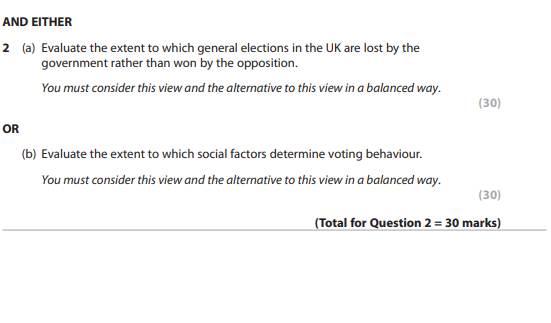 AND EITHER
2 (a) Evaluate the extent to which general elections in the UK are lost by the
government rather than won by the opposition.
You must consider this view and the alternative to this view in a balanced way.
(30)
OR
(b) Evaluate the extent to which social factors determine voting behaviour.
You must consider this view and the alternative to this view in a balanced way.
(30)
(Total for Question 2 = 30 marks)